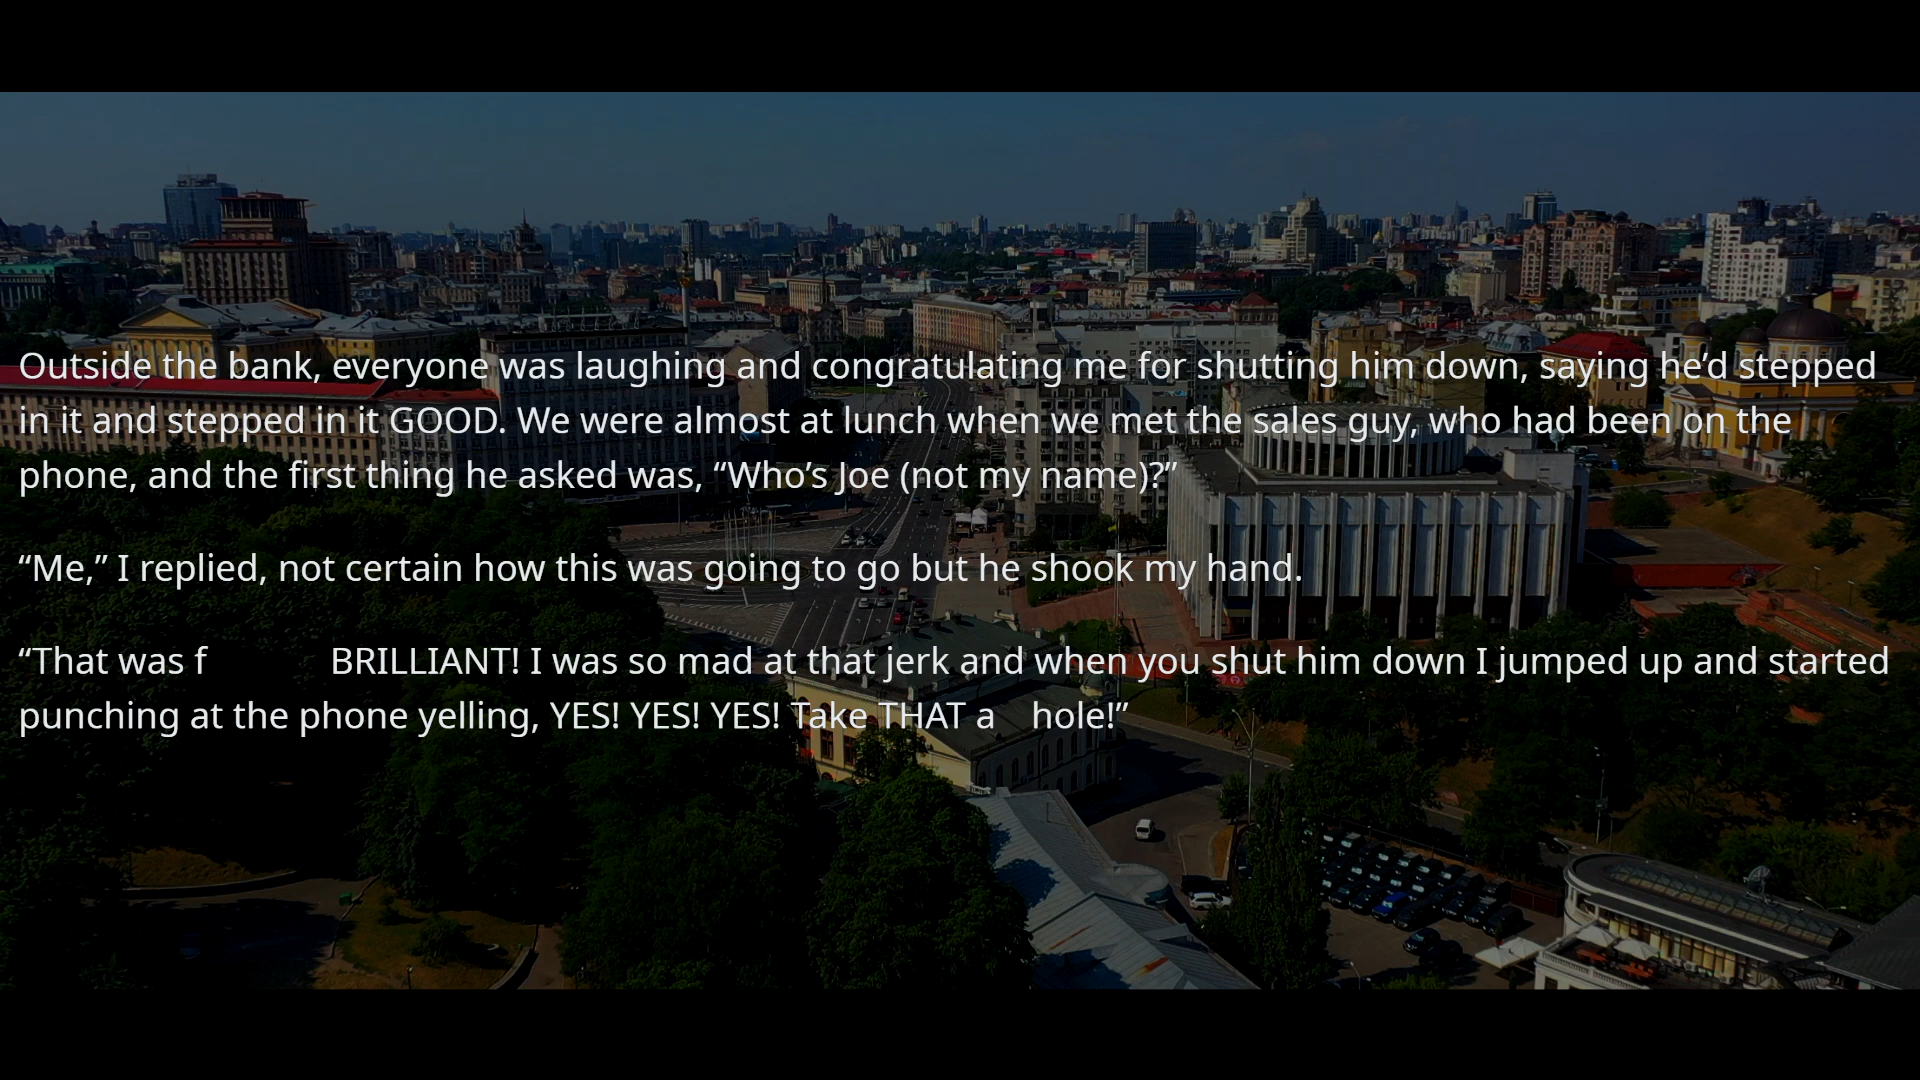 Outside the bank, everyone was laughing and congratulating me for shutting him down, saying he’d stepped
in it and stepped in it GOOD. We were almost at lunch when we met the sales guy, who had been on the
phone, and the first thing he asked was, “Who’s Joe (not my name)?”
“Me,” I replied, not certain how this was going to go but he shook my hand.
“That was f BRILLIANT! I was so mad at that jerk and when you shut him down I jumped up and started
punching at the phone yelling, YES! YES! YES! Take THAT a hole!”